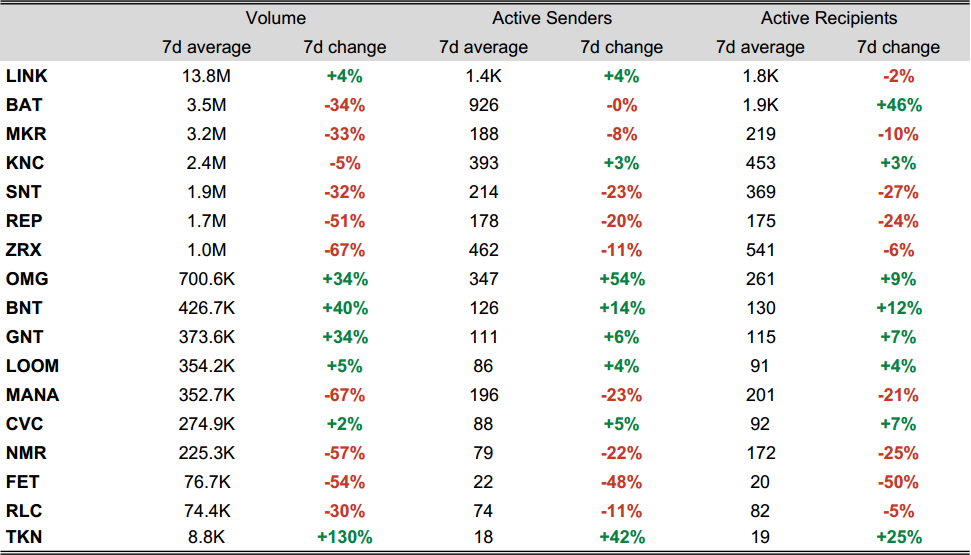 Volume Active Senders Active Recipients
7d average 7d change 7d average 7d change 7d average 7d change
LINK 13.8M +4% 1.4K +4% 1.8K -2%
BAT 3.5M -34% 926 -0% 1.9K +46%
MKR 3.2M -33% 188 -8% 219 -10%
KNC 2.4M -5% 393 +3% 453 +3%
SNT 1.9M -32% 214 -23% 369 -27%
REP 1.7M -51% 178 -20% 175 -24%
ZRX 1.0M -67% 462 -11% 541 -6%
OMG 700.6K +34% 347 +54% 261 +9%
BNT 426.7K +40% 126 +14% 130 +12%
GNT 373.6K +34% 111 +6% 115 +7%
LOOM 354.2K +5% 86 +4% 91 +4%
MANA 352.7K -67% 196 -23% 201 -21%
CVC 274.9K +2% 88 +5% 92 +7%
NMR 225.3K -57% 79 -22% 172 -25%
FET 76.7K -54% 22 -48% 20 -50%
RLC 74.4K -30% 74 -11% 82 -5%
TKN 8.8K +130% 18 +42% 19 +25%